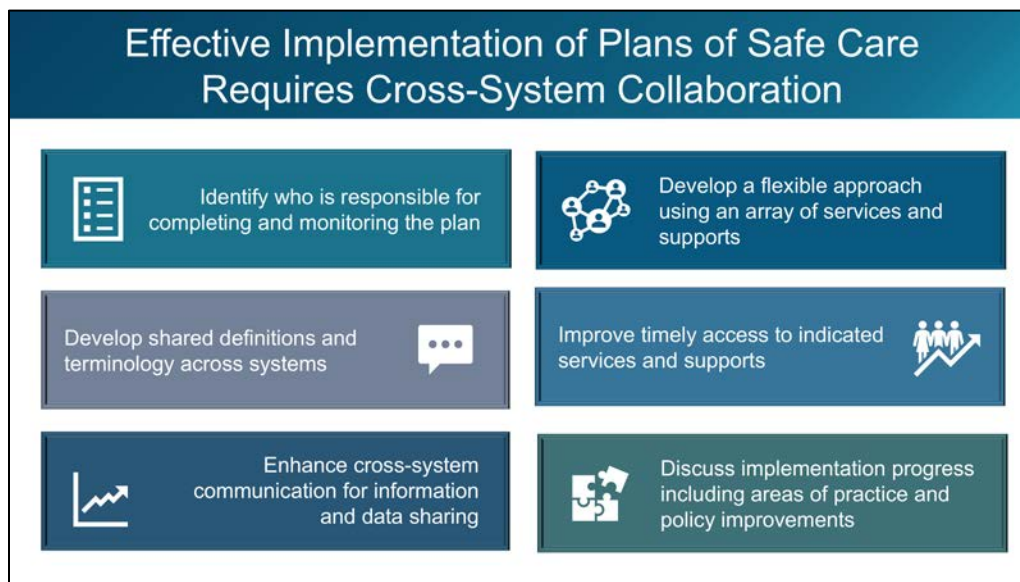 Effective Implementation of Plans of Safe Care
Requires Cross-System Collaboration
Identify who is responsible for
completing and monitoring the plan
Develop a flexible approach
using an array of services and
supports
Develop shared definitions and
terminology across systems
Improve timely access to indicated
services and supports
Enhance cross-system
communication for information
and data sharing
Discuss implementation progress
including areas of practice and
policy improvements